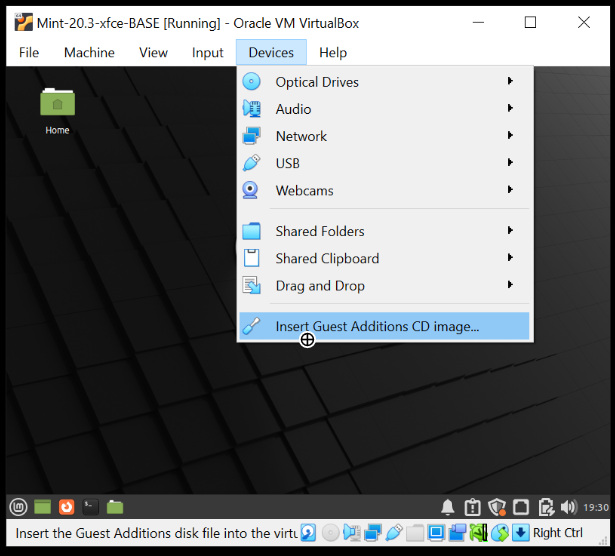 Mint-20.3-xfce-BASE [Running] - Oracle VM VirtualBox
File Machine View Input Devices Help
Optical Drives
Audio
Network
USB
Webcams
Shared Folders
Shared Clipboard
Drag and Drop
Insert Guest Additions CD image...
Home
19:30
Insert the Guest Additions disk file into the virtu
Right Ctrl